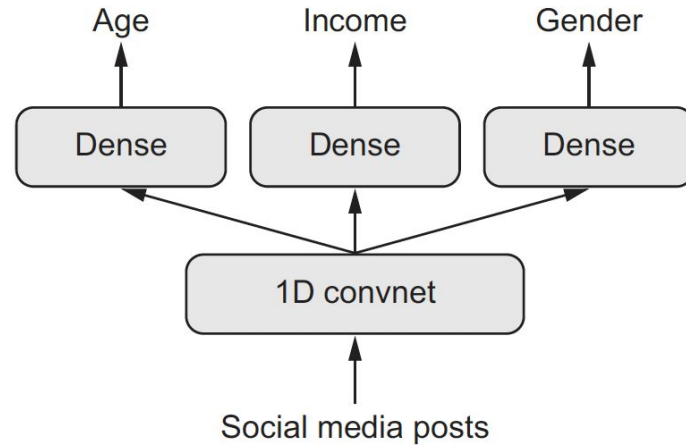 Age Income Gender
Dense Dense Dense
1D convnet
Social media posts